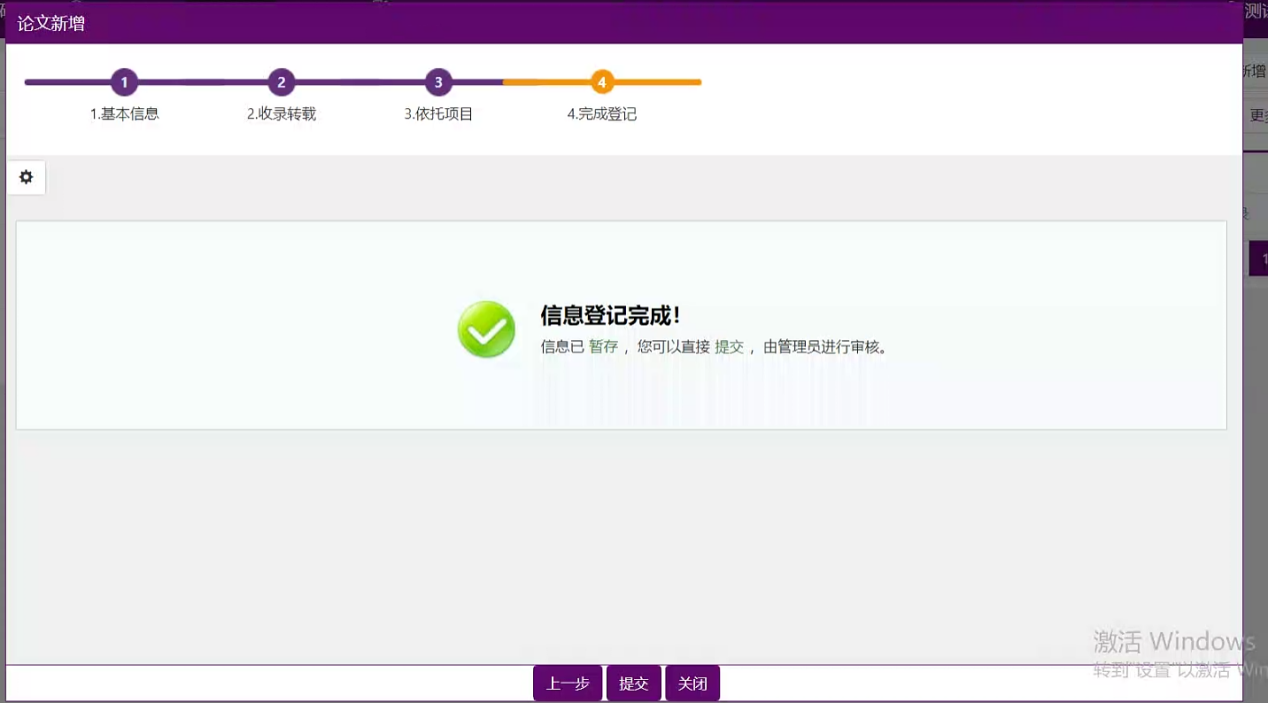 论文新增
1 2 3 4
1.基本信息 2.收录转载 3.依托项目 4.完成登记
信息登记完成！
信息已 暂存 ，您可以直接 提交 ，由管理员进行审核。
上一步 提交 关闭
激活 Windows
转到"设置"以激活 Win
测试
新增
更多
1